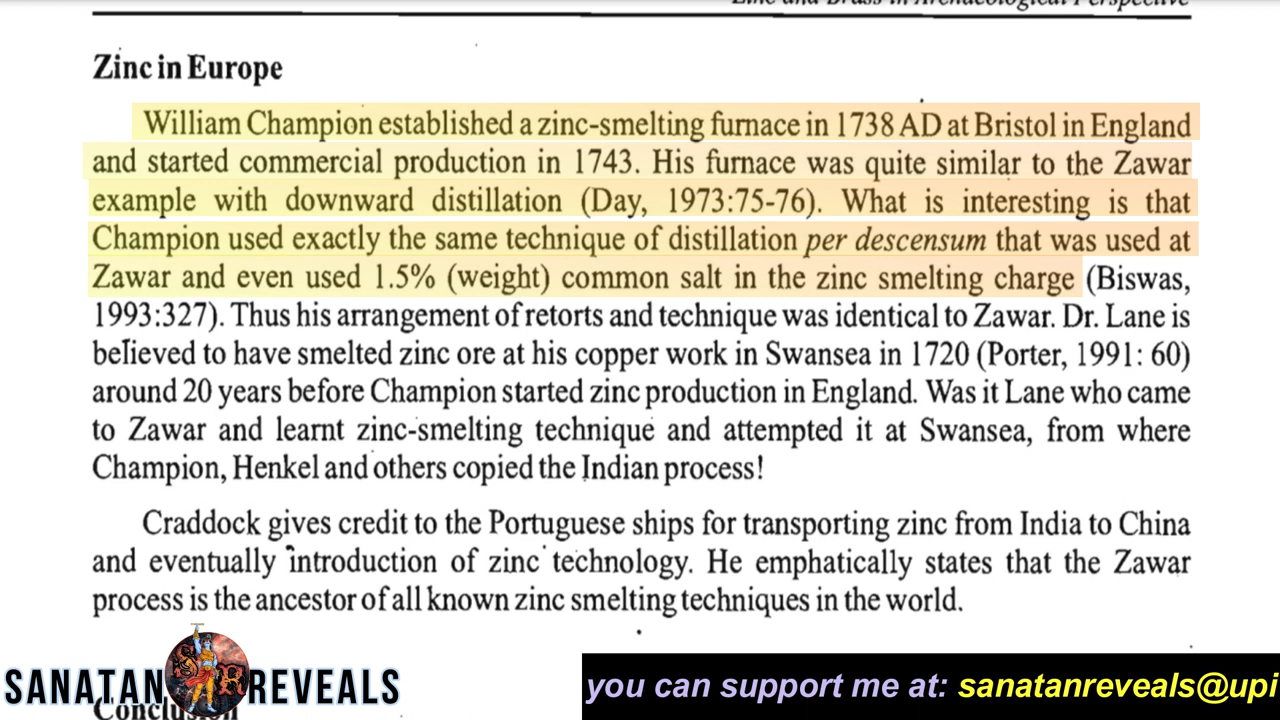 Zinc and Brass in Archaeological Perspective
Zinc in Europe
William Champion established a zinc-smelting furnace in 1738 AD at Bristol in England
and started commercial production in 1743. His furnace was quite similar to the Zawar
example with downward distillation (Day, 1973:75-76). What is interesting is that
Champion used exactly the same technique of distillation per descensum that was used at
Zawar and even used 1.5% (weight) common salt in the zinc smelting charge (Biswas,
1993:327). Thus his arrangement of retorts and technique was identical to Zawar. Dr. Lane is
believed to have smelted zinc ore at his copper work in Swansea in 1720 (Porter, 1991: 60)
around 20 years before Champion started zinc production in England. Was it Lane who came
to Zawar and learnt zinc-smelting technique and attempted it at Swansea, from where
Champion, Henkel and others copied the Indian process!
Craddock gives credit to the Portuguese ships for transporting zinc from India to China
and eventually introduction of zinc technology. He emphatically states that the Zawar
process is the ancestor of all known zinc smelting techniques in the world.
SANATAN REVEALS
you can support me at: sanatanreveals@upi
Conclusion